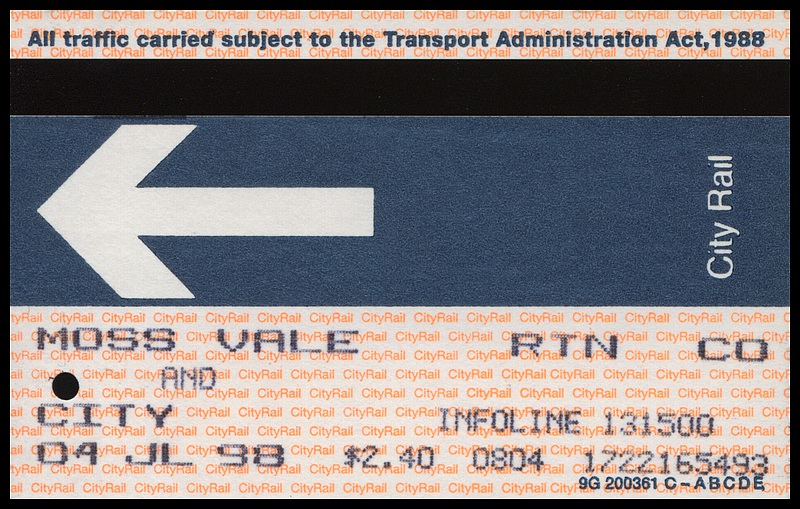 All traffic carried subject to the Transport Administration Act,1988
City Rail
MOSS VALE RTN CO
AND
CITY INFOLINE 131500
04 JL 98 $2.40 0804 1722165493
9G 200361 C-ABCDE